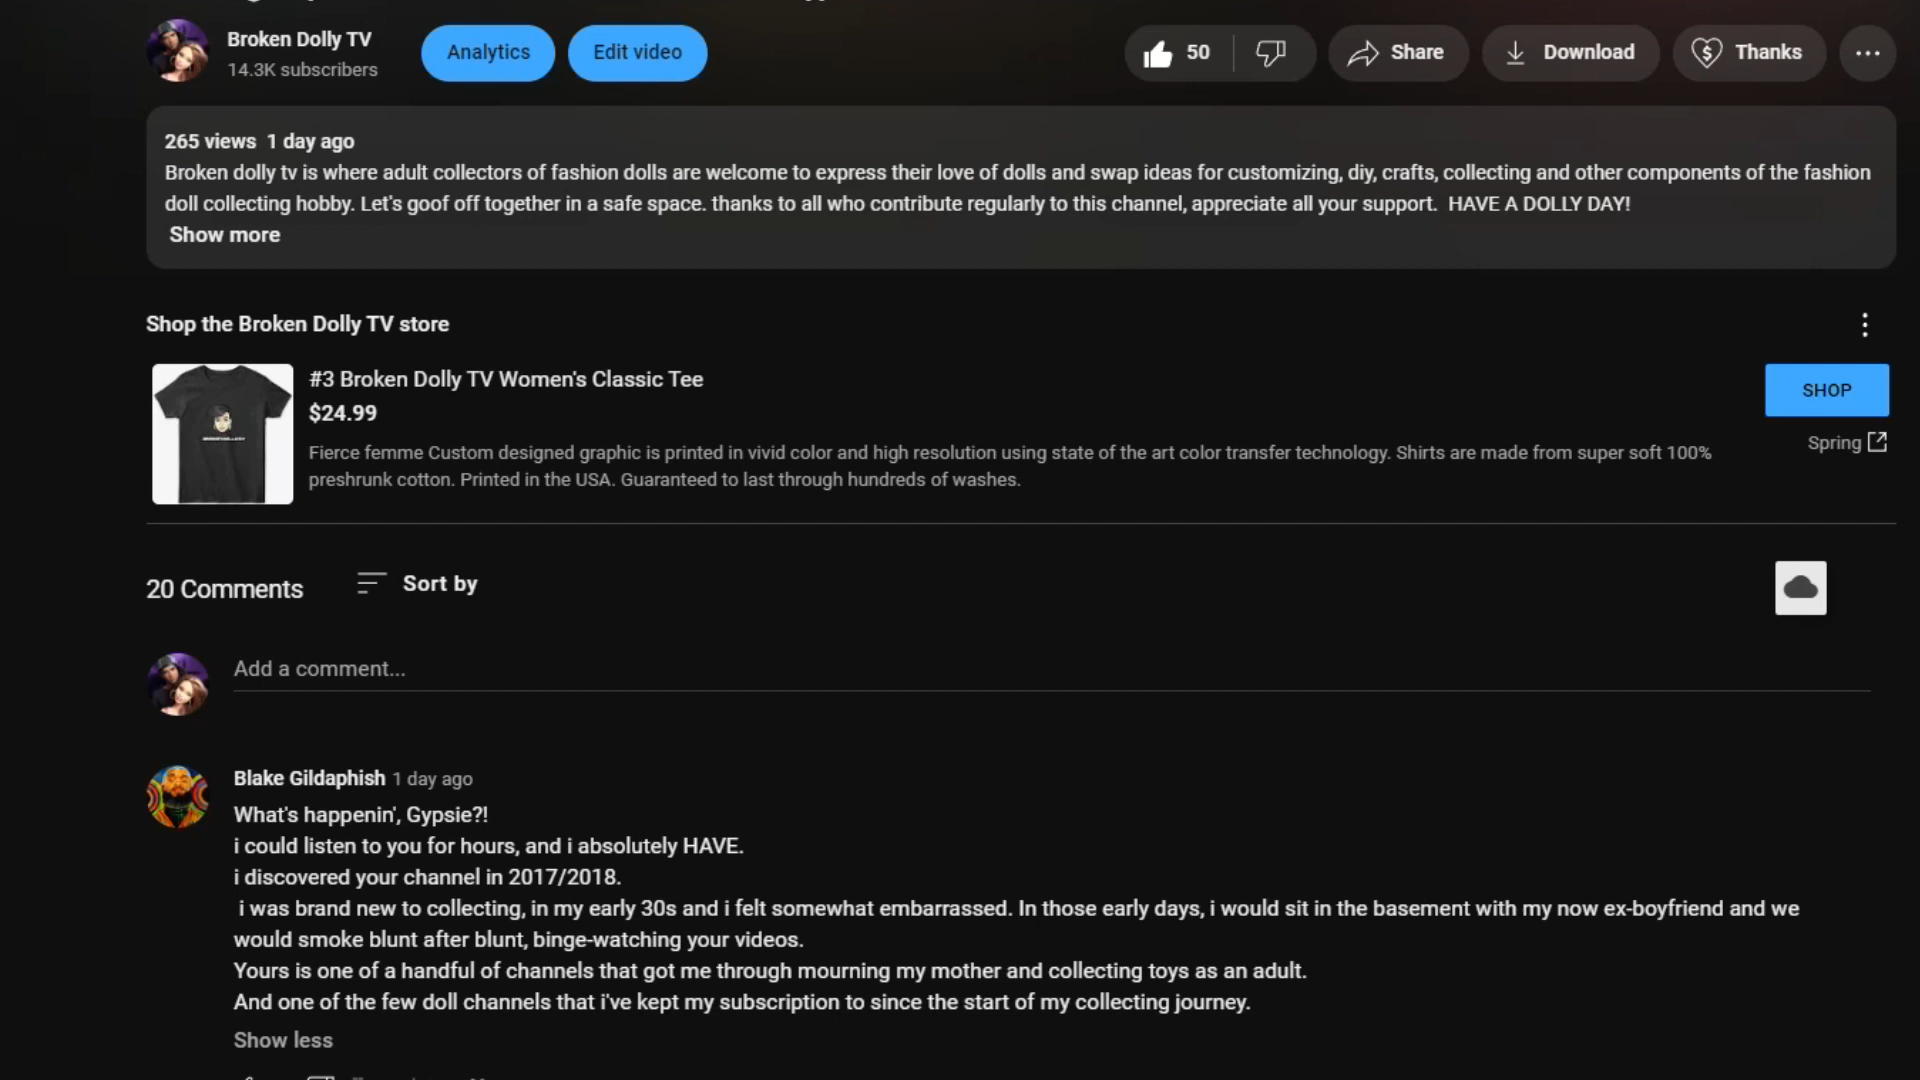 Broken Dolly TV
14.3K subscribers
Analytics
Edit video
50
Share
Download
Thanks
265 views 1 day ago
Broken dolly tv is where adult collectors of fashion dolls are welcome to express their love of dolls and swap ideas for customizing, diy, crafts, collecting and other components of the fashion
doll collecting hobby. Let's goof off together in a safe space. thanks to all who contribute regularly to this channel, appreciate all your support. HAVE A DOLLY DAY!
Show more
Shop the Broken Dolly TV store
#3 Broken Dolly TV Women's Classic Tee
$24.99
Fierce femme Custom designed graphic is printed in vivid color and high resolution using state of the art color transfer technology. Shirts are made from super soft 100%
preshrunk cotton. Printed in the USA. Guaranteed to last through hundreds of washes.
SHOP
Spring
20 Comments
Sort by
Add a comment...
Blake Gildaphish 1 day ago
What's happenin', Gypsie?!
i could listen to you for hours, and i absolutely HAVE.
i discovered your channel in 2017/2018.
i was brand new to collecting, in my early 30s and i felt somewhat embarrassed. In those early days, i would sit in the basement with my now ex-boyfriend and we
would smoke blunt after blunt, binge-watching your videos.
Yours is one of a handful of channels that got me through mourning my mother and collecting toys as an adult.
And one of the few doll channels that i've kept my subscription to since the start of my collecting journey.
Show less